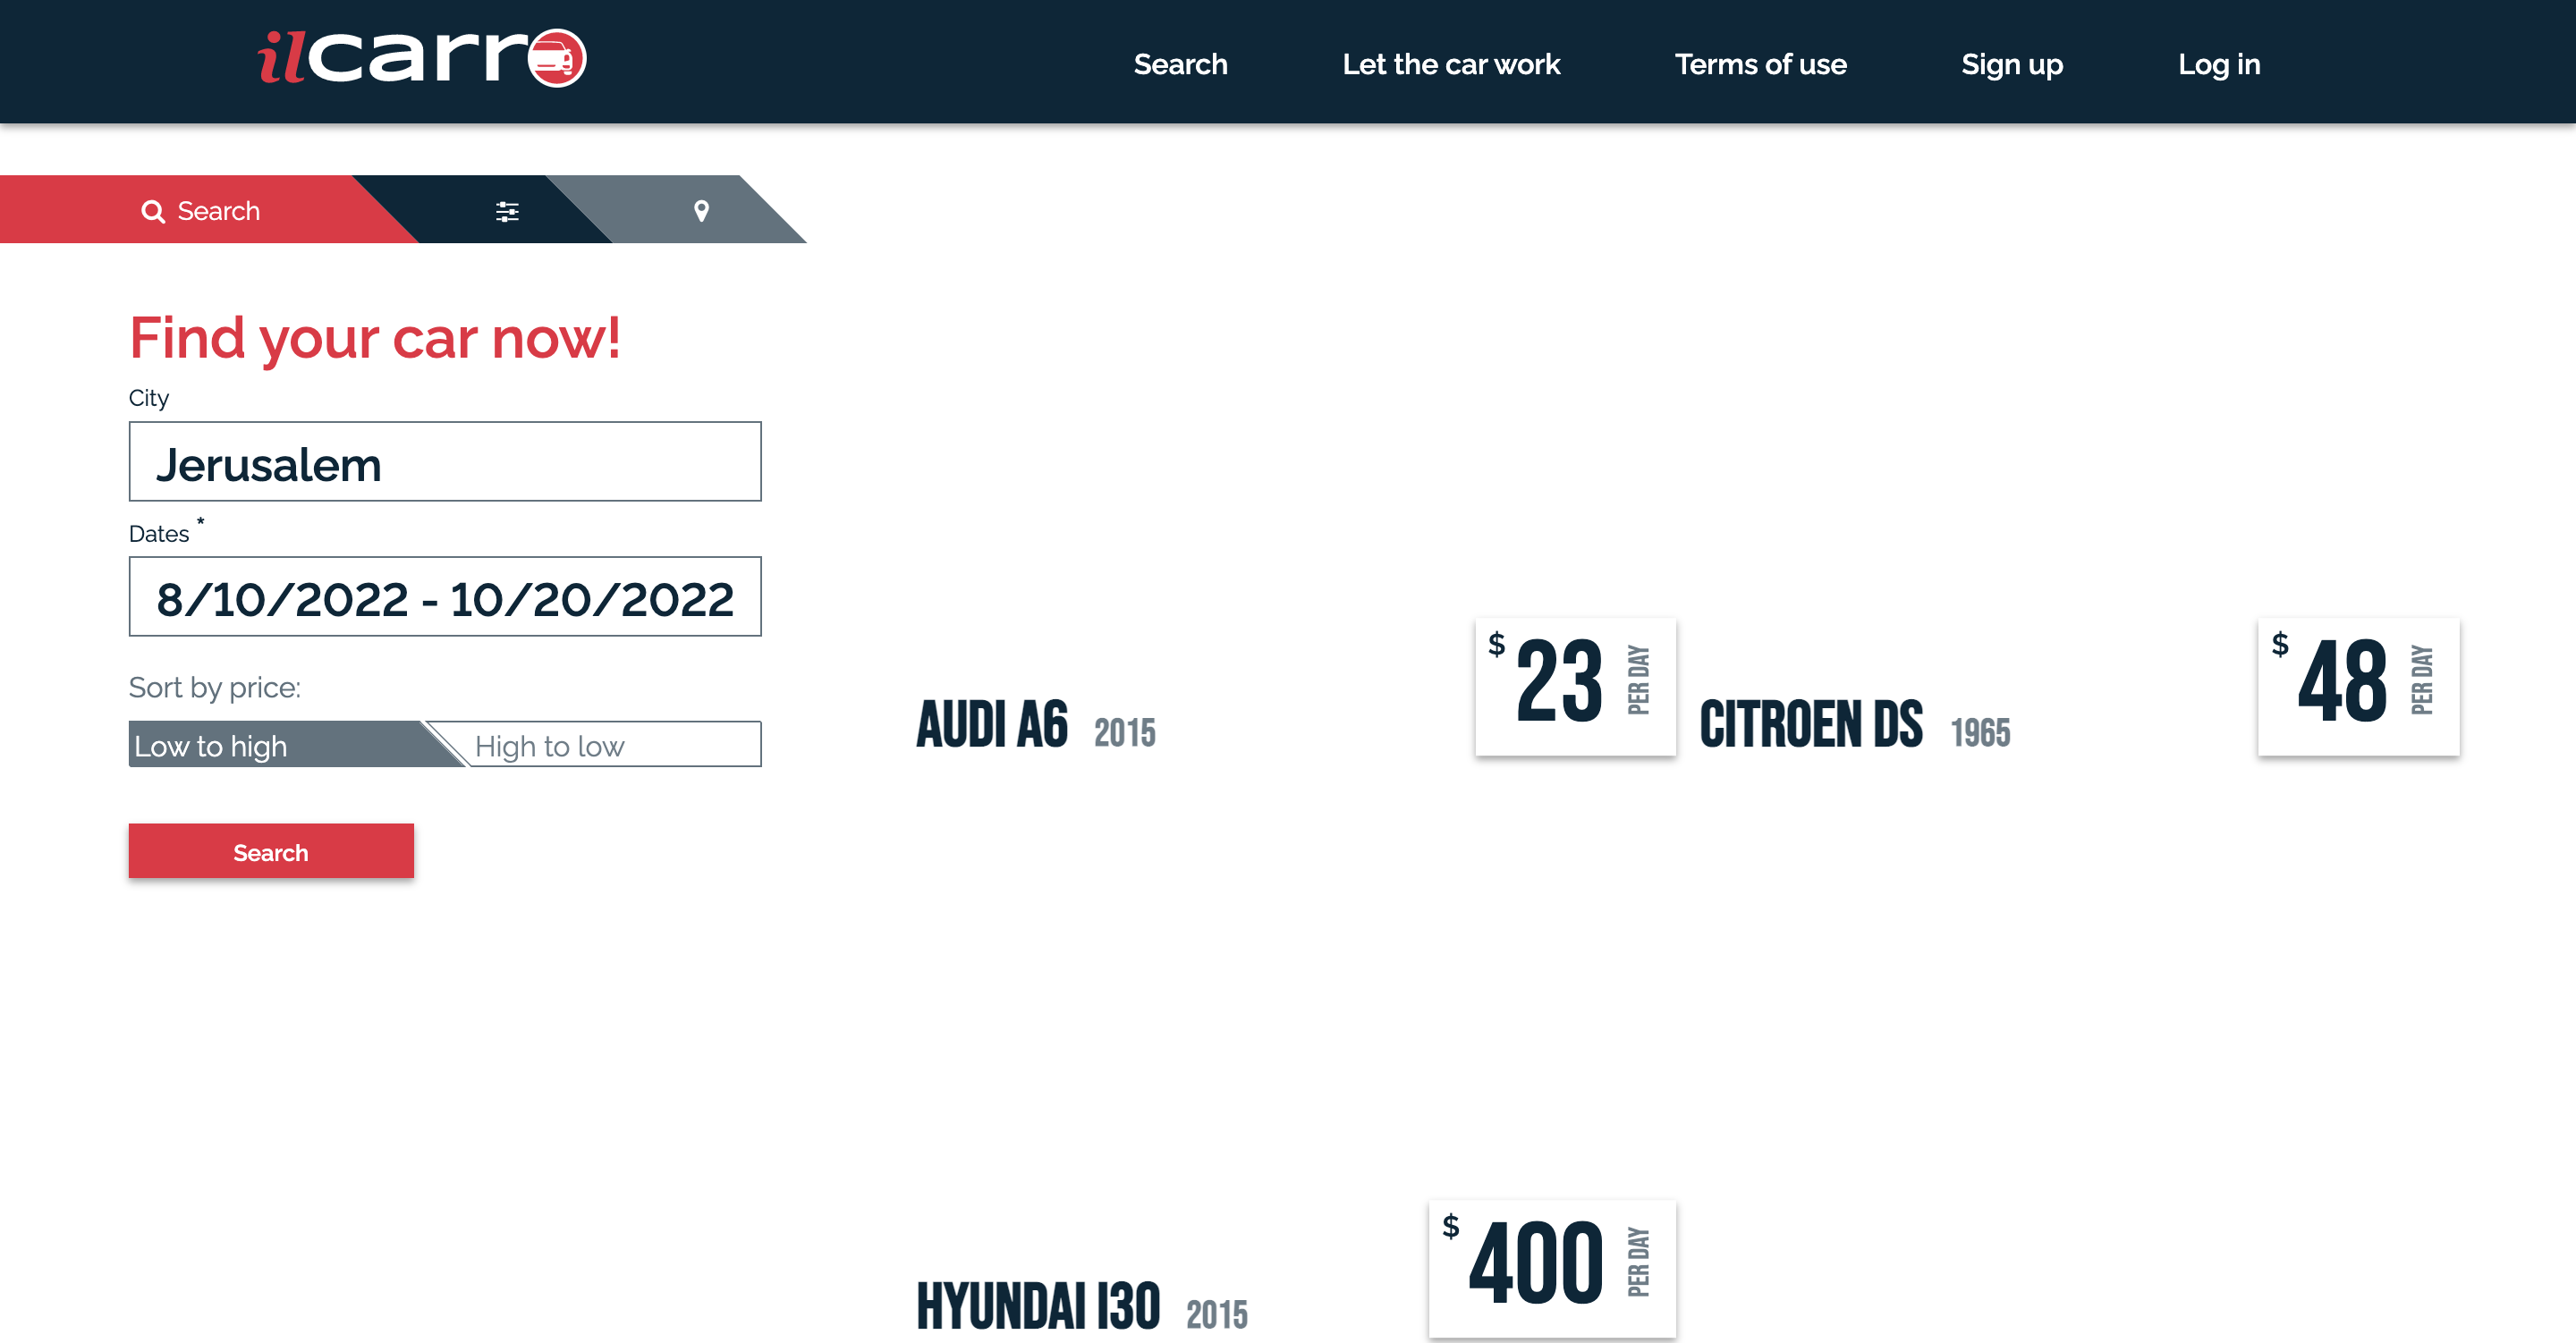 ilcarro
Search
Let the car work
Terms of use
Sign up
Log in
Search
Find your car now!
City
Jerusalem
Dates *
8/10/2022 - 10/20/2022
Sort by price:
Low to high
High to low
Search
AUDI A6 2015
$ 23 PER DAY
CITROEN DS 1965
$ 48 PER DAY
HYUNDAI I30 2015
$ 400 PER DAY